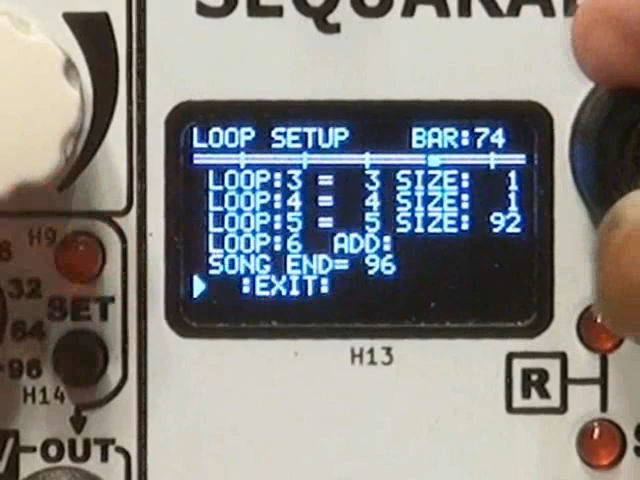 LOOP SETUP BAR:74
LOOP:3 = 3 SIZE: 1
LOOP:4 = 4 SIZE: 1
LOOP:5 = 5 SIZE: 92
LOOP:6 ADD:
SONG END= 96
:EXIT:
H9
32
SET
64
96
H14
H13
R
OUT